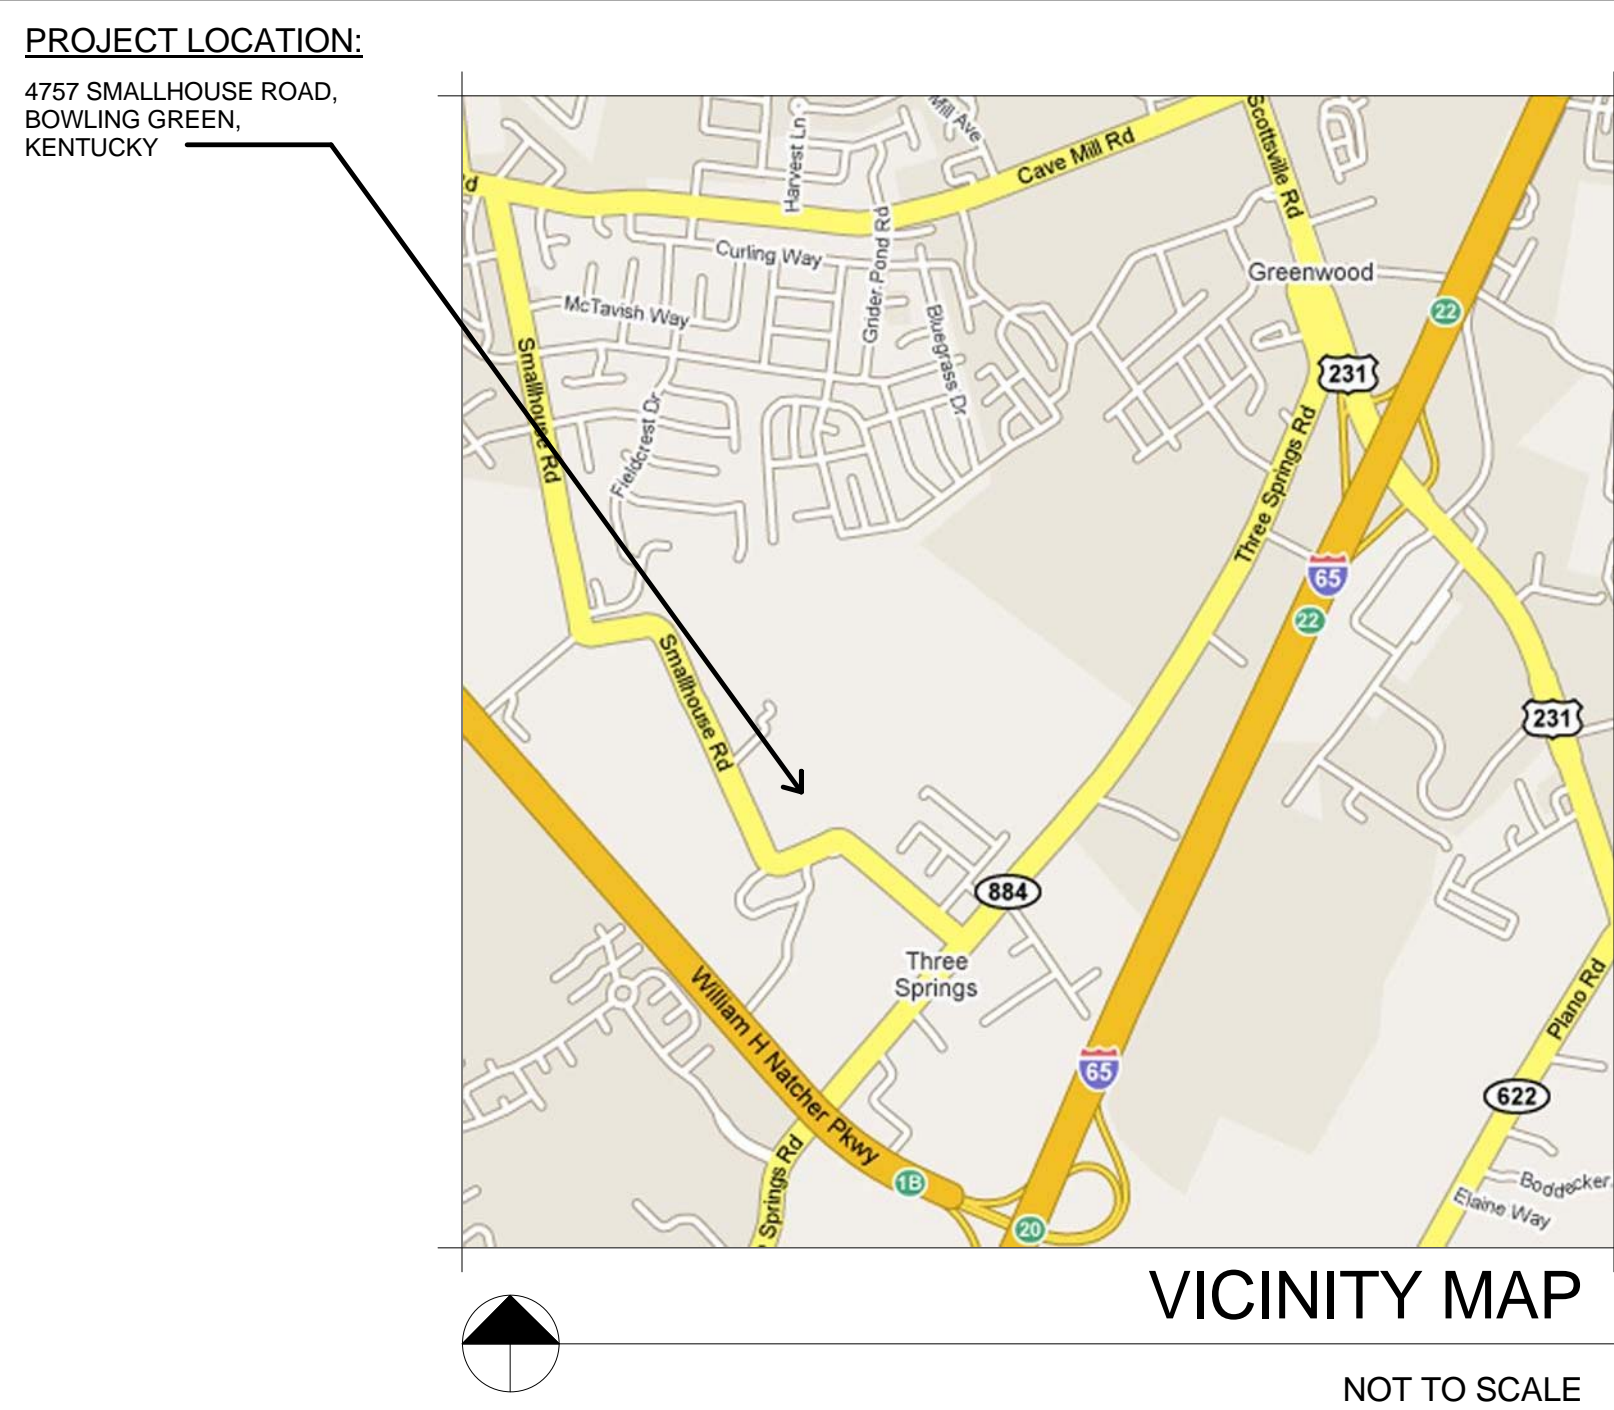 PROJECT LOCATION:
4757 SMALLHOUSE ROAD,
BOWLING GREEN,
KENTUCKY
Mill Ave
Scottsville Rd
Harvest Ln
Cave Mill Rd
Rd
Grider Pond Rd
Curling Way
Greenwood
McTavish Way
22
Bluegrass Dr
Smallhouse Rd
231
Fieldcrest Dr
Three Springs Rd
65
22
Smallhouse Rd
231
884
Three
Springs
William H Natcher Pkwy
Plano Rd
65
622
Springs Rd
1B
Boddecker
Elaine Way
20
VICINITY MAP
NOT TO SCALE